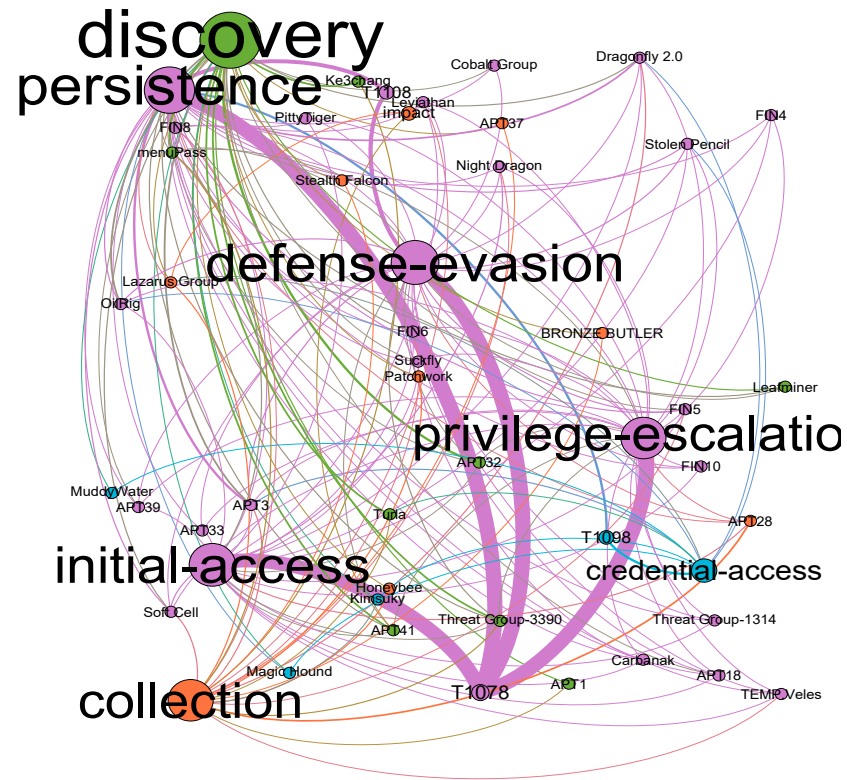 discovery
persistence
Cobalt Group
Dragonfly 2.0
Ke3chang
T1108
Leviathan
impact
PittyTiger
APT37
FIN4
FIN8
menuPass
Stolen Pencil
Night Dragon
Stealth Falcon
defense-evasion
Lazarus Group
OilRig
FIN6
BRONZE BUTLER
Suckfly
Patchwork
Leafminer
FIN5
privilege-escalatio
APT32
FIN10
MuddyWater
APT39
APT3
Turla
APT28
APT33
T1098
initial-access
credential-access
Honeybee
Kimsuky
Soft Cell
APT41
Threat Group-3390
Threat Group-1314
Carbanak
Magic Hound
APT18
APT1
collection
T1078
TEMP.Veles